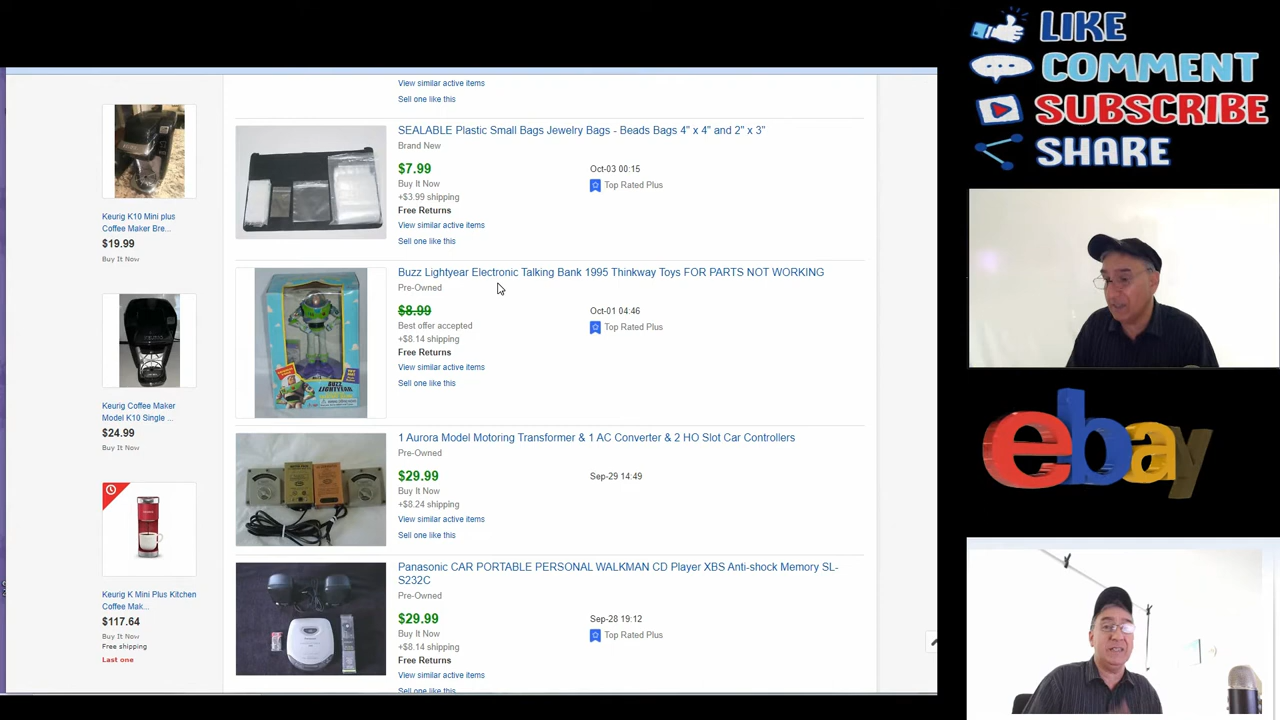 LIKE
COMMENT
SUBSCRIBE
SHARE
View similar active items
Sell one like this
SEALABLE Plastic Small Bags Jewelry Bags - Beads Bags 4" x 4" and 2" x 3"
Brand New
$7.99
Oct-03 00:15
Buy It Now
Top Rated Plus
+$3.99 shipping
Free Returns
View similar active items
Sell one like this
Buzz Lightyear Electronic Talking Bank 1995 Thinkway Toys FOR PARTS NOT WORKING
Pre-Owned
$8.99
Oct-01 04:46
Best offer accepted
Top Rated Plus
+$8.14 shipping
Free Returns
View similar active items
Sell one like this
BUZZ
LIGHTYEAR
1 Aurora Model Motoring Transformer & 1 AC Converter & 2 HO Slot Car Controllers
Pre-Owned
$29.99
Sep-29 14:49
Buy It Now
+$8.24 shipping
View similar active items
Sell one like this
Panasonic CAR PORTABLE PERSONAL WALKMAN CD Player XBS Anti-shock Memory SL-
S232C
Pre-Owned
$29.99
Sep-28 19:12
Buy It Now
Top Rated Plus
+$8.14 shipping
Free Returns
View similar active items
Sell one like this
Keurig K10 Mini plus
Coffee Maker Bre...
$19.99
Buy It Now
Keurig Coffee Maker
Model K10 Single ...
$24.99
Buy It Now
Keurig K Mini Plus Kitchen
Coffee Mak...
$117.64
Buy It Now
Free shipping
Last one
ebay